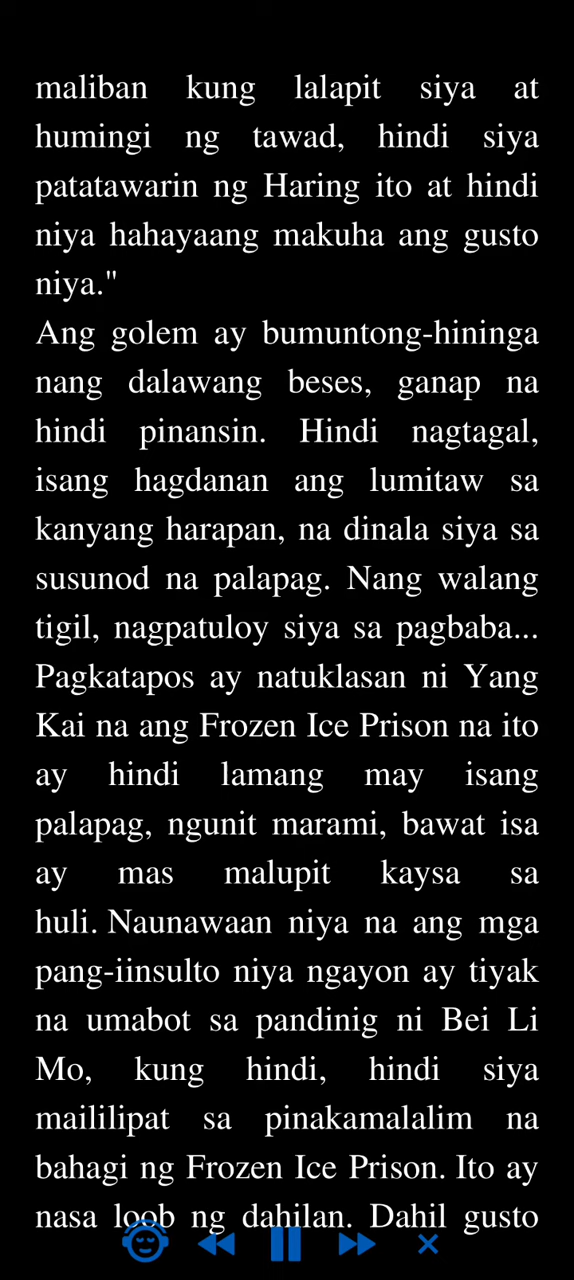 maliban kung lalapit siya at
humingi ng tawad, hindi siya
patatawarin ng Haring ito at hindi
niya hahayaang makuha ang gusto
niya."
Ang golem ay bumuntong-hininga
nang dalawang beses, ganap na
hindi pinansin. Hindi nagtagal,
isang hagdanan ang lumitaw sa
kanyang harapan, na dinala siya sa
susunod na palapag. Nang walang
tigil, nagpatuloy siya sa pagbaba...
Pagkatapos ay natuklasan ni Yang
Kai na ang Frozen Ice Prison na ito
ay hindi lamang may isang
palapag, ngunit marami, bawat isa
ay mas malupit kaysa sa
huli. Naunawaan niya na ang mga
pang-iinsulto niya ngayon ay tiyak
na umabot sa pandinig ni Bei Li
Mo, kung hindi, hindi siya
maililipat sa pinakamalalim na
bahagi ng Frozen Ice Prison. Ito ay
nasa loob ng dahilan. Dahil gusto